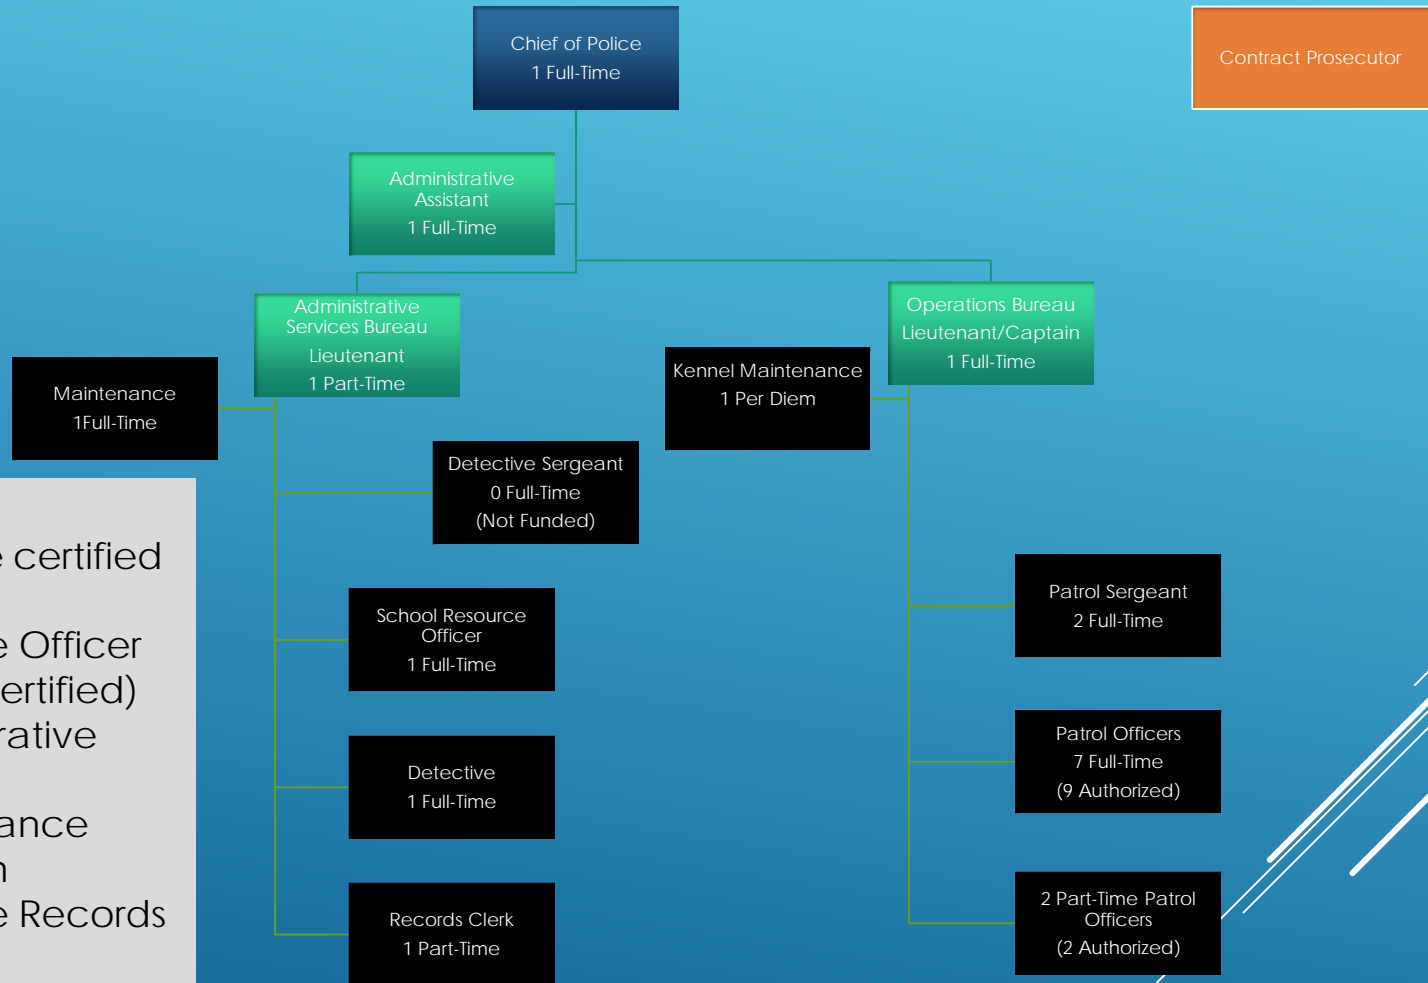 Chief of Police
1 Full-Time
Contract Prosecutor
Administrative
Assistant
1 Full-Time
Administrative
Services Bureau
Lieutenant
1 Part-Time
Operations Bureau
Lieutenant/Captain
1 Full-Time
Maintenance
1Full-Time
Kennel Maintenance
1 Per Diem
Detective Sergeant
0 Full-Time
(Not Funded)
School Resource
Officer
1 Full-Time
Detective
1 Full-Time
Records Clerk
1 Part-Time
Patrol Sergeant
2 Full-Time
Patrol Officers
7 Full-Time
(9 Authorized)
2 Part-Time Patrol
Officers
(2 Authorized)
certified
Officer
Records